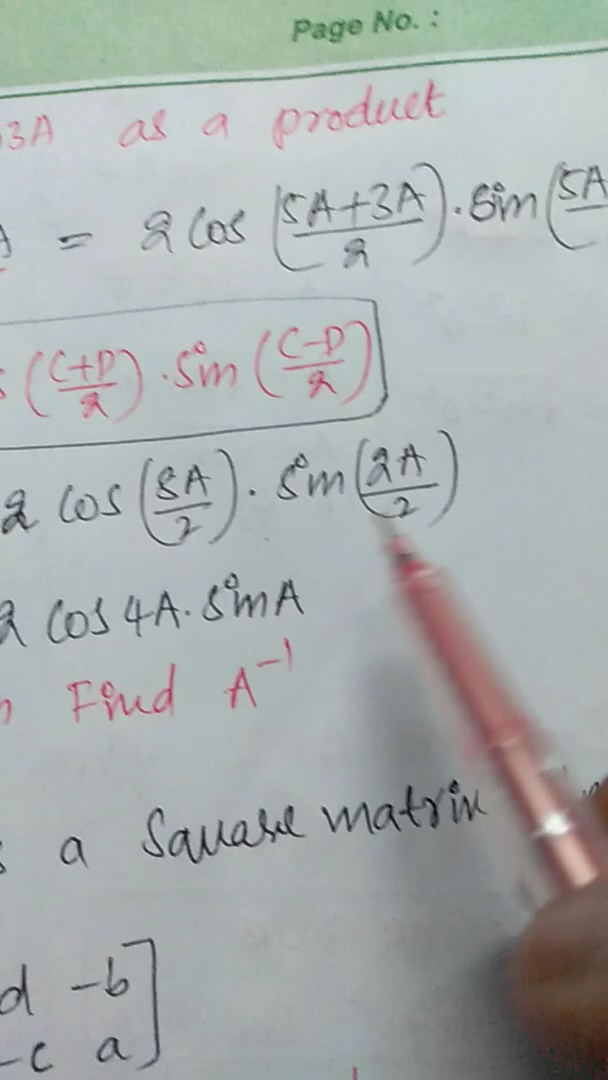 Page No. :
3A as a product
A = 2 cos (5A+3A/2) . sin (5A
s (C+D/2) . sin (C-D/2)
2 cos (8A/2) . sin (2A/2)
2 cos 4A . sin A
Find A⁻¹
s a Square matrix
d -b
-c a